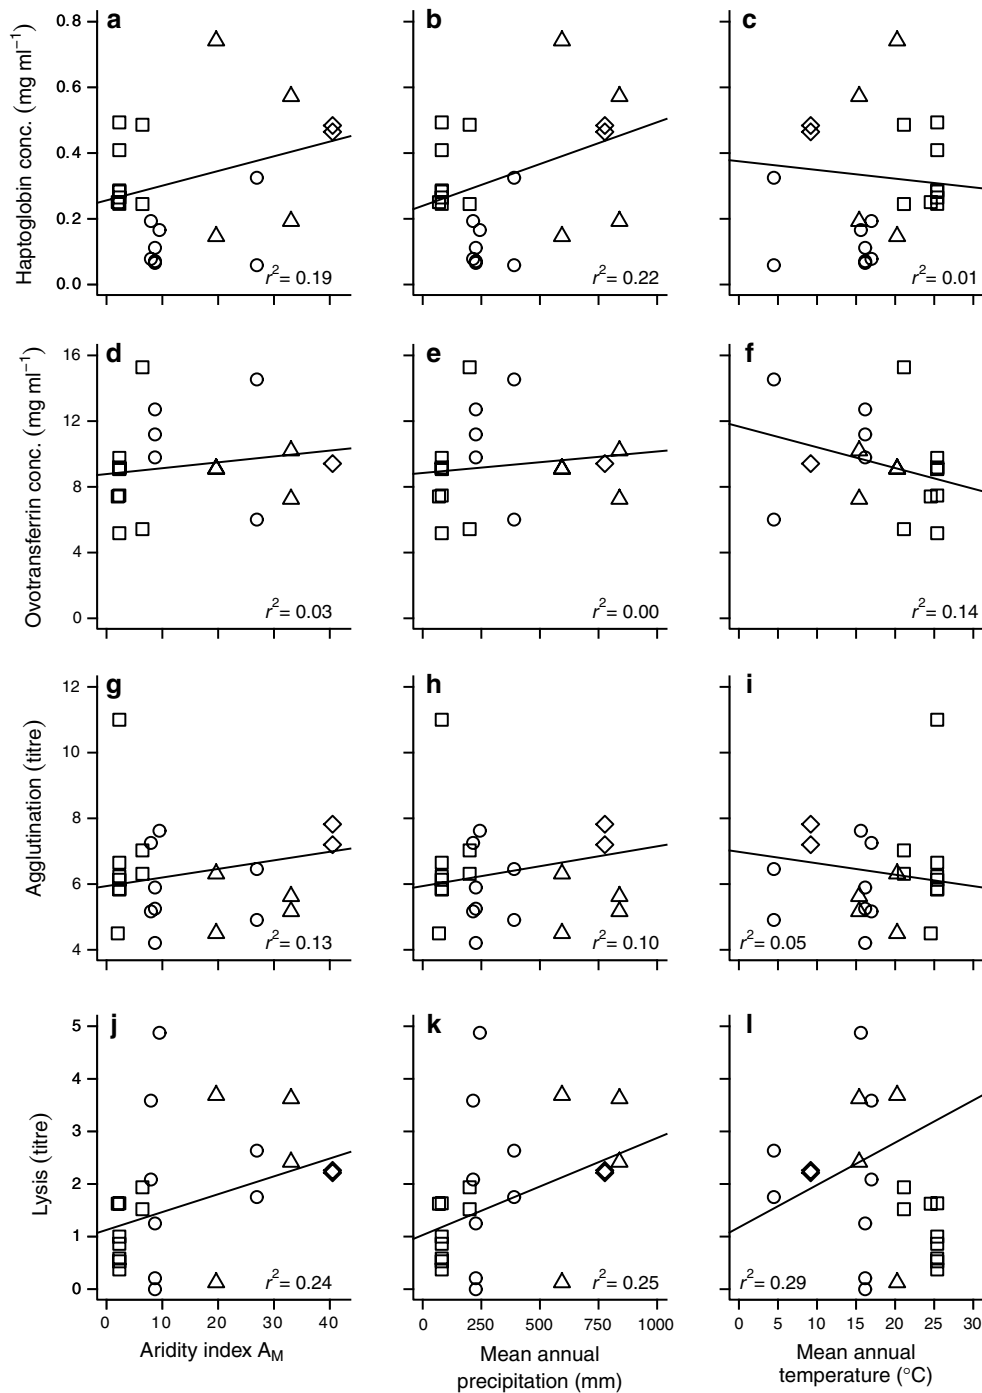 a b c
Haptoglobin conc. (mg ml⁻¹)
0.8
0.6
0.4
0.2
0.0
r² = 0.19
r² = 0.22
r² = 0.01
d e f
Ovotransferrin conc. (mg ml⁻¹)
16
12
8
4
0
r² = 0.03
r² = 0.00
r² = 0.14
g h i
Agglutination (titre)
12
10
8
6
4
r² = 0.13
r² = 0.10
r² = 0.05
j k l
Lysis (titre)
5
4
3
2
1
0
r² = 0.24
r² = 0.25
r² = 0.29
0 10 20 30 40
0 250 500 750 1000
0 5 10 15 20 25 30
Aridity index A_M
Mean annual
precipitation (mm)
Mean annual
temperature (°C)